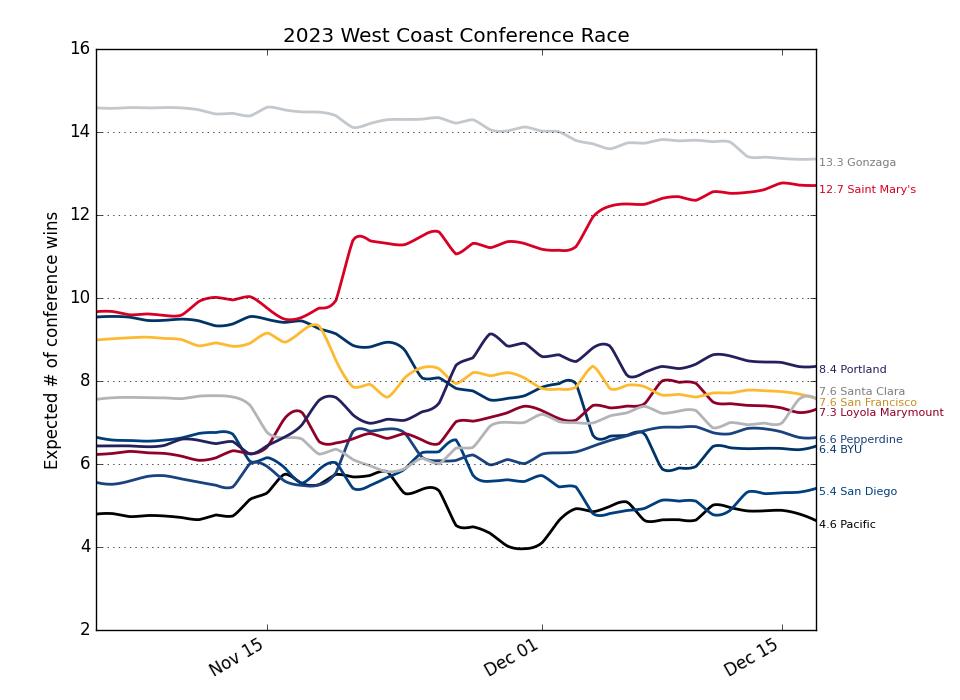 2023 West Coast Conference Race
Expected # of conference wins
16
14
12
10
8
6
4
2
Nov 15
Dec 01
Dec 15
13.3 Gonzaga
12.7 Saint Mary's
8.4 Portland
7.6 Santa Clara
7.6 San Francisco
7.3 Loyola Marymount
6.6 Pepperdine
6.4 BYU
5.4 San Diego
4.6 Pacific